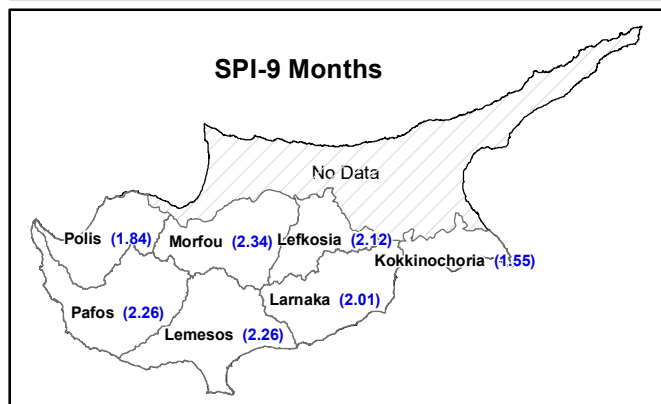 SPI-9 Months
No Data
Polis (1.84)
Morfou (2.34)
Lefkosia (2.12)
Kokkinochoria (1.55)
Pafos (2.26)
Larnaka (2.01)
Lemesos (2.26)